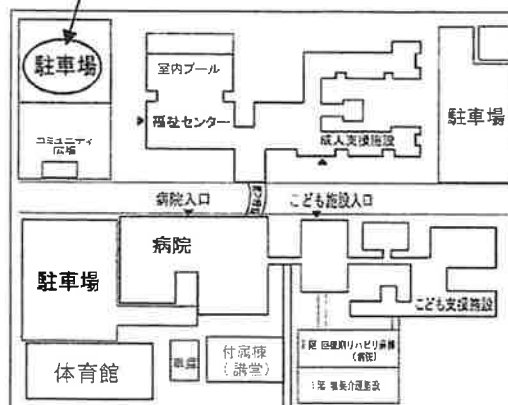 駐車場
室内プール
福祉センター
コミュニティ
広場
成人支援施設
駐車場
病院入口
こども施設入口
病院
駐車場
こども支援施設
体育館
付属棟
(講堂)
(病院)